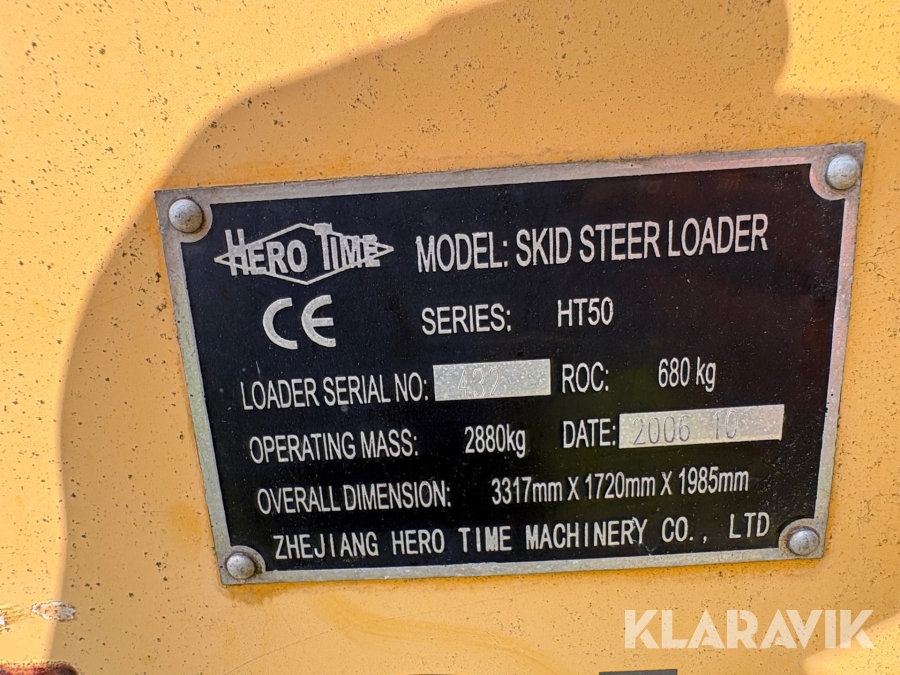 HERO TIME
MODEL: SKID STEER LOADER
CE
SERIES: HT50
LOADER SERIAL NO: 432 ROC: 680 kg
OPERATING MASS: 2880kg DATE: 2006 10
OVERALL DIMENSION: 3317mm X 1720mm X 1985mm
ZHEJIANG HERO TIME MACHINERY CO., LTD
KLARAVIK